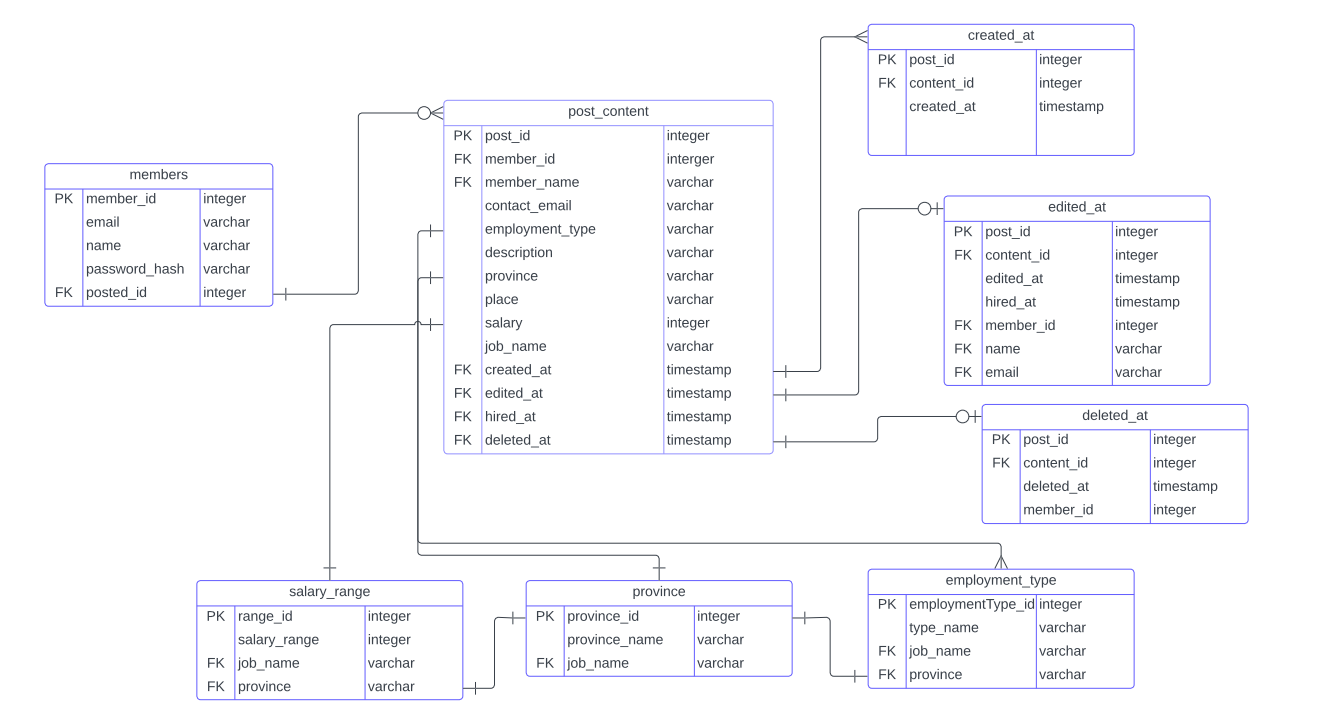 created_at
PK post_id integer
FK content_id integer
created_at timestamp
post_content
PK post_id integer
FK member_id interger
FK member_name varchar
contact_email varchar
employment_type varchar
description varchar
province varchar
place varchar
salary integer
job_name varchar
FK created_at timestamp
FK edited_at timestamp
FK hired_at timestamp
FK deleted_at timestamp
members
PK member_id integer
email varchar
name varchar
password_hash varchar
FK posted_id integer
edited_at
PK post_id integer
FK content_id integer
edited_at timestamp
hired_at timestamp
FK member_id integer
FK name varchar
FK email varchar
deleted_at
PK post_id integer
FK content_id integer
deleted_at timestamp
member_id integer
salary_range
PK range_id integer
salary_range integer
FK job_name varchar
FK province varchar
province
PK province_id integer
province_name varchar
FK job_name varchar
employment_type
PK employmentType_id integer
type_name varchar
FK job_name varchar
FK province varchar